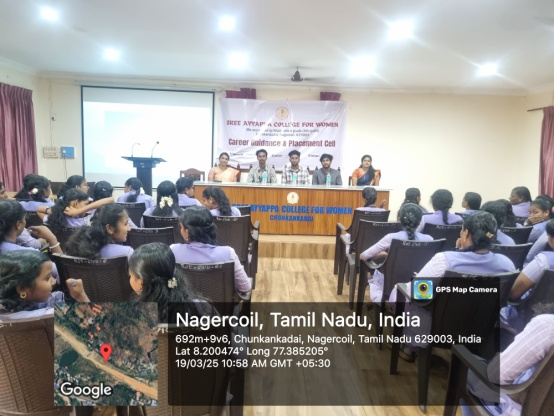 SREE AYYAPPA COLLEGE FOR WOMEN
Career Guidance & Placement Cell
AYYAPPA COLLEGE FOR WOMEN
CHUNKANKADAI
GPS Map Camera
Nagercoil, Tamil Nadu, India
692m+9v6, Chunkankadai, Nagercoil, Tamil Nadu 629003, India
Lat 8.200474° Long 77.385205°
19/03/25 10:58 AM GMT +05:30
Google